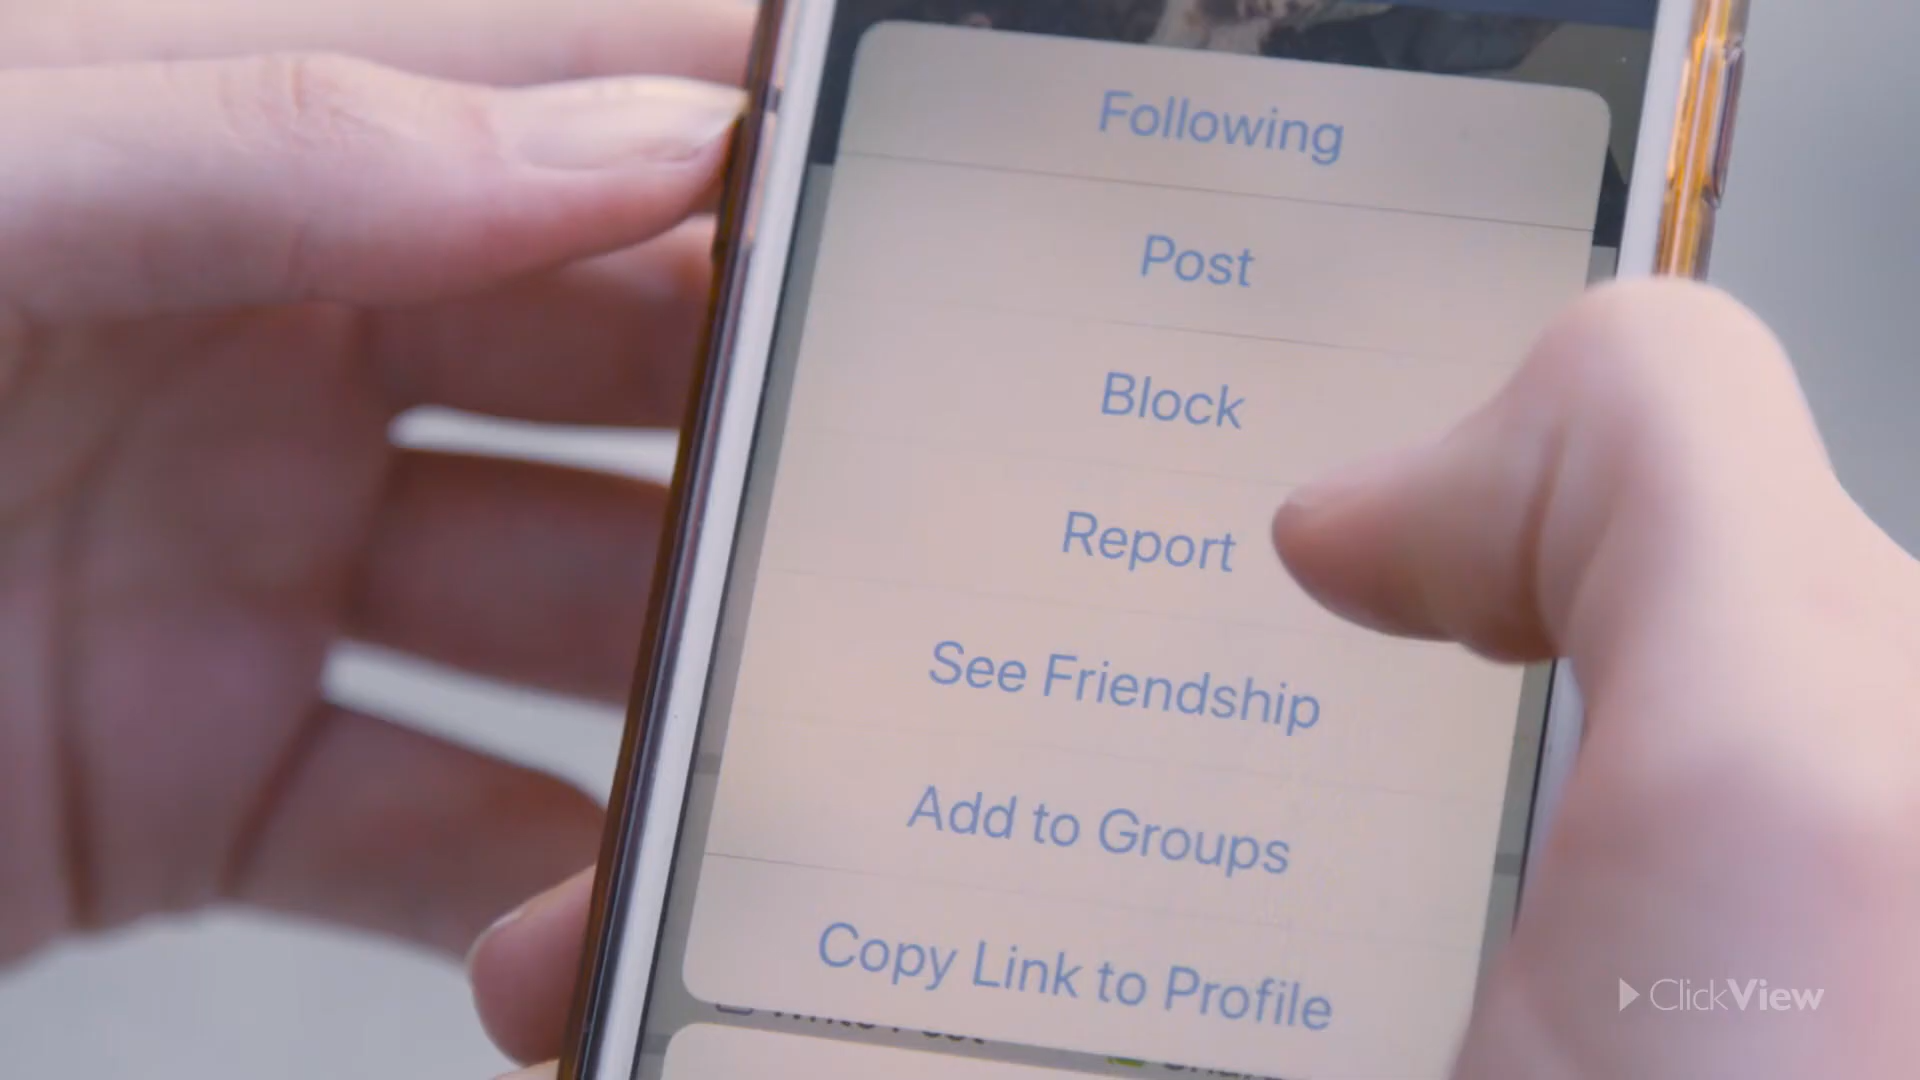 Following
Post
Block
Report
See Friendship
Add to Groups
Copy Link to Profile
ClickView